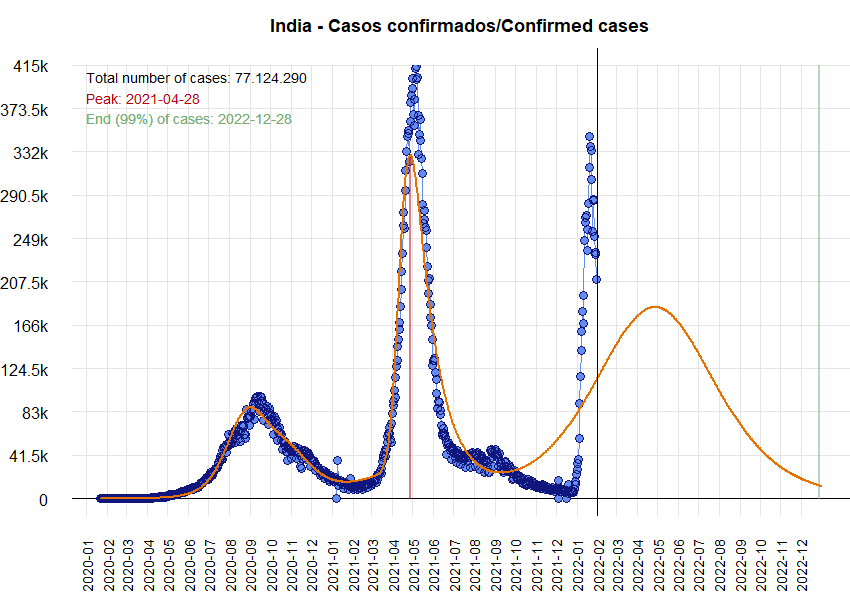 India - Casos confirmados/Confirmed cases
Total number of cases: 77.124.290
Peak: 2021-04-28
End (99%) of cases: 2022-12-28
415k
373.5k
332k
290.5k
249k
207.5k
166k
124.5k
83k
41.5k
0
2020-01
2020-02
2020-03
2020-04
2020-05
2020-06
2020-07
2020-08
2020-09
2020-10
2020-11
2020-12
2021-01
2021-02
2021-03
2021-04
2021-05
2021-06
2021-07
2021-08
2021-09
2021-10
2021-11
2021-12
2022-01
2022-02
2022-03
2022-04
2022-05
2022-06
2022-07
2022-08
2022-09
2022-10
2022-11
2022-12